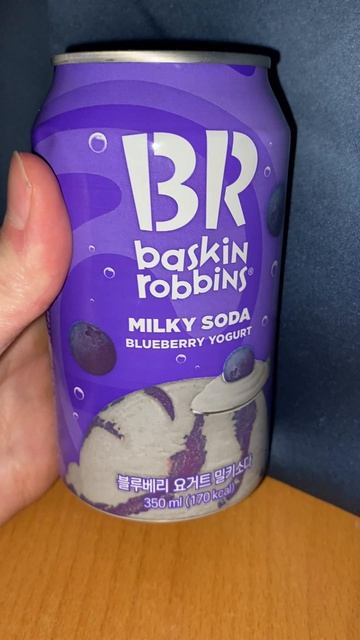 BR
baskin
robbins®
MILKY SODA
BLUEBERRY YOGURT
블루베리 요거트 밀키소다
350 ml (170 kcal)